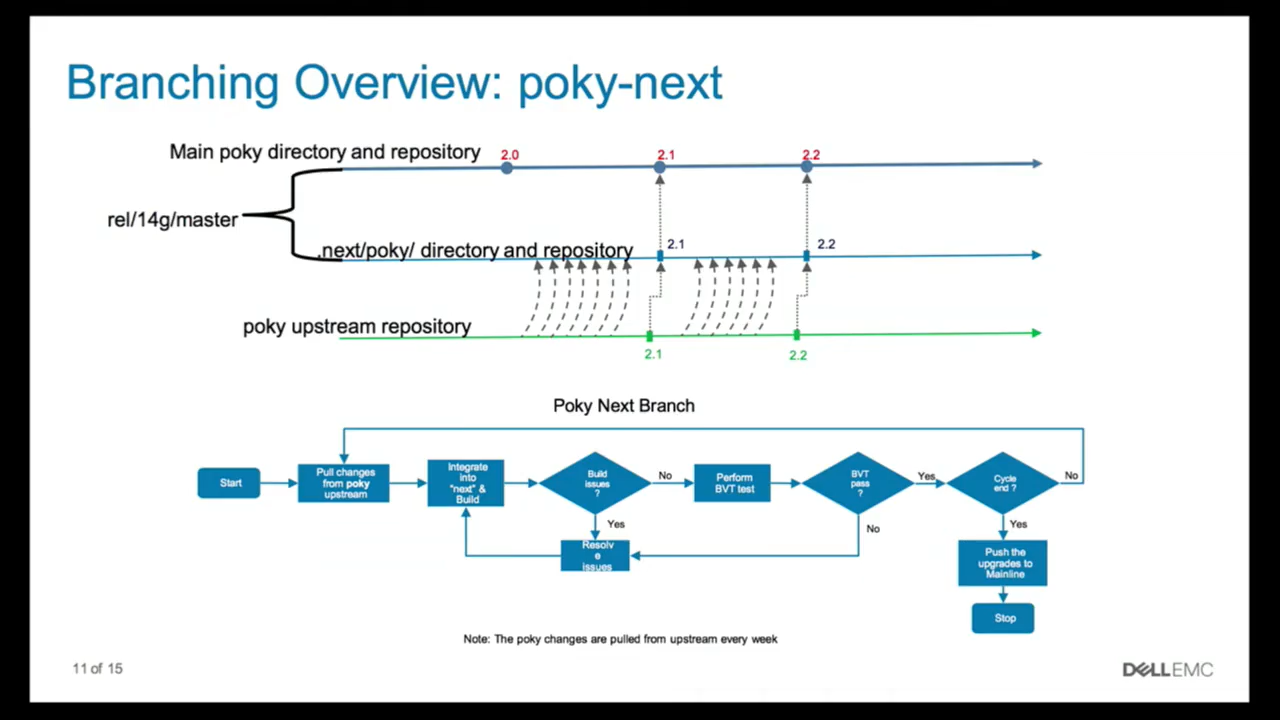 Branching Overview: poky-next
Main poky directory and repository
2.0
2.1
2.2
rel/14g/master
.next/poky/ directory and repository
2.1
2.2
poky upstream repository
2.1
2.2
Poky Next Branch
Start
Pull changes
from poky
upstream
Integrate
into
"next" &
Build
Build
issues
?
No
Perform
BVT test
BVT
pass
?
Yes
Cycle
end ?
No
Yes
Resolv
e
issues
No
Yes
Push the
upgrades to
Mainline
Stop
Note: The poky changes are pulled from upstream every week
11 of 15
DELLEMC